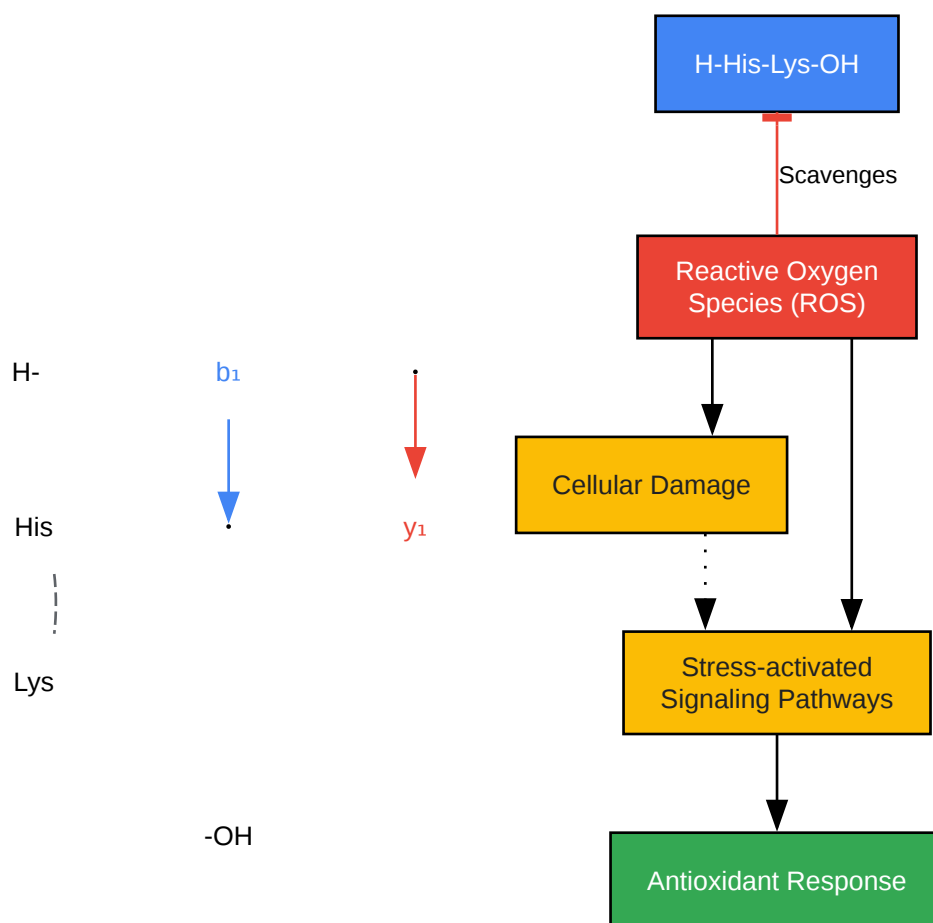 H-His-Lys-OH
Scavenges
Reactive Oxygen
Species (ROS)
H-
b₁
Cellular Damage
His
y₁
Lys
Stress-activated
Signaling Pathways
-OH
Antioxidant Response